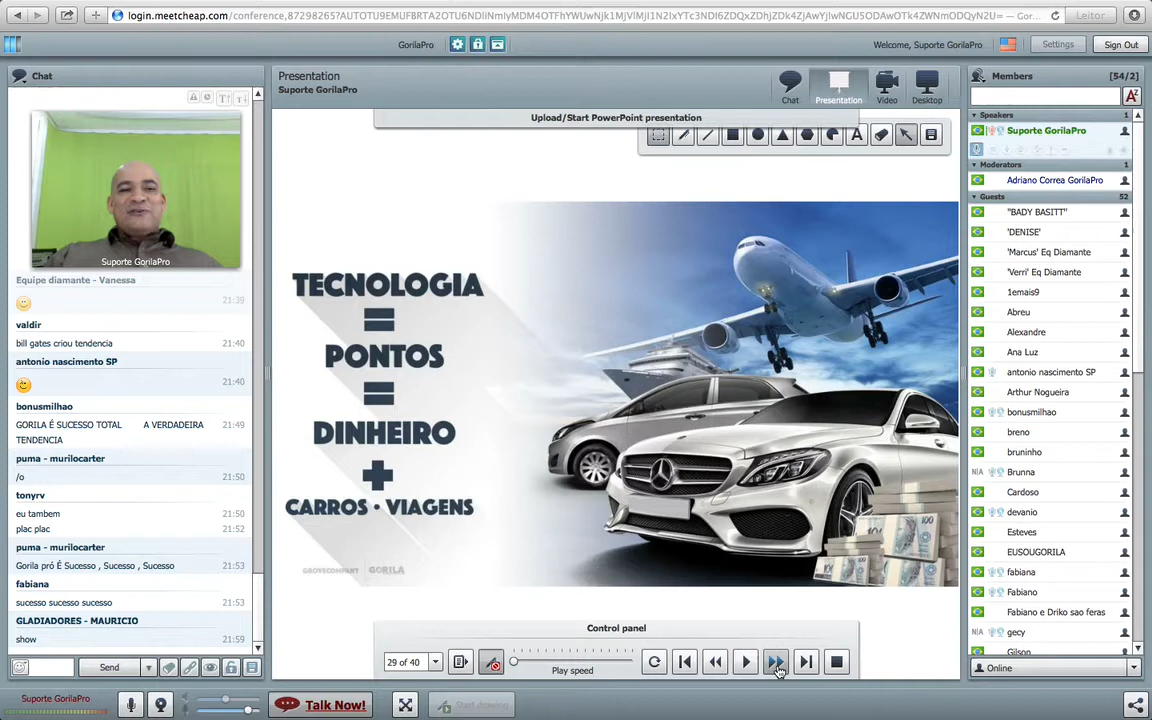 login.meetcheap.com
Leitor
GorilaPro
Welcome, Suporte GorilaPro
Settings
Sign Out
Chat
Suporte GorilaPro
Equipe diamante - Vanessa
21:39
valdir
bill gates criou tendencia 21:40
antonio nascimento SP
21:40
bonusmilhao
GORILA É SUCESSO TOTAL A VERDADEIRA 21:49
TENDENCIA
puma - murilocarter
/o 21:50
tonyrv
eu tambem 21:50
plac plac 21:52
puma - murilocarter
Gorila pró É Sucesso , Sucesso , Sucesso 21:53
fabiana
sucesso sucesso sucesso 21:53
GLADIADORES - MAURICIO
show 21:59
Send
Suporte GorilaPro
Talk Now!
Start drawing
Presentation
Suporte GorilaPro
Chat
Presentation
Video
Desktop
Upload/Start PowerPoint presentation
TECNOLOGIA
=
PONTOS
=
DINHEIRO
+
CARROS • VIAGENS
GROVECOMPANY GORILA
Control panel
29 of 40
Play speed
Members [54/2]
Speakers 1
Suporte GorilaPro
Moderators 1
Adriano Correa GorilaPro
Guests 52
"BADY BASITT"
'DENISE'
'Marcus' Eq Diamante
'Verri' Eq Diamante
1emais9
Abreu
Alexandre
Ana Luz
antonio nascimento SP
Arthur Nogueira
bonusmilhao
breno
bruninho
N/A Brunna
Cardoso
devanio
Esteves
EUSOUGORILA
fabiana
Fabiano
Fabiano e Driko sao feras
N/A gecy
Gilson
Online